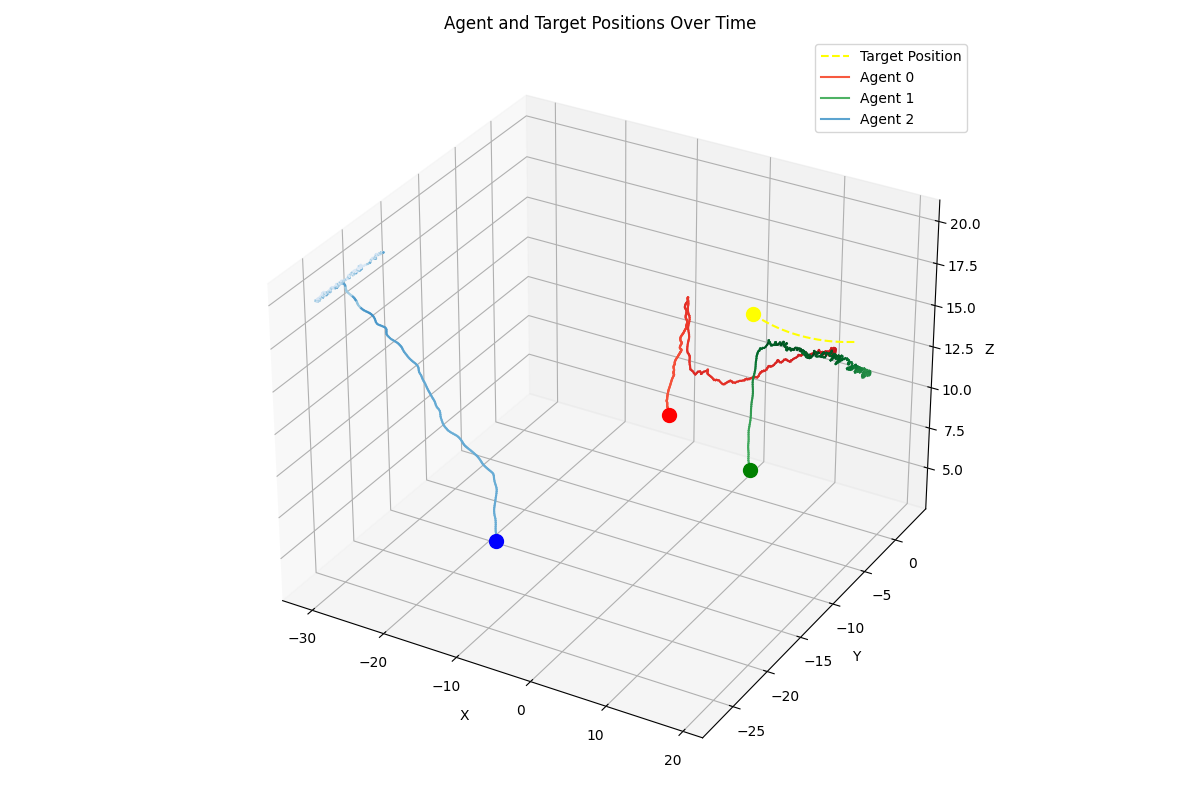 Agent and Target Positions Over Time
Target Position
Agent 0
Agent 1
Agent 2
20.0
17.5
15.0
12.5
Z
10.0
7.5
5.0
0
−5
−10
−15
Y
−20
−25
−30
−20
−10
X
0
10
20